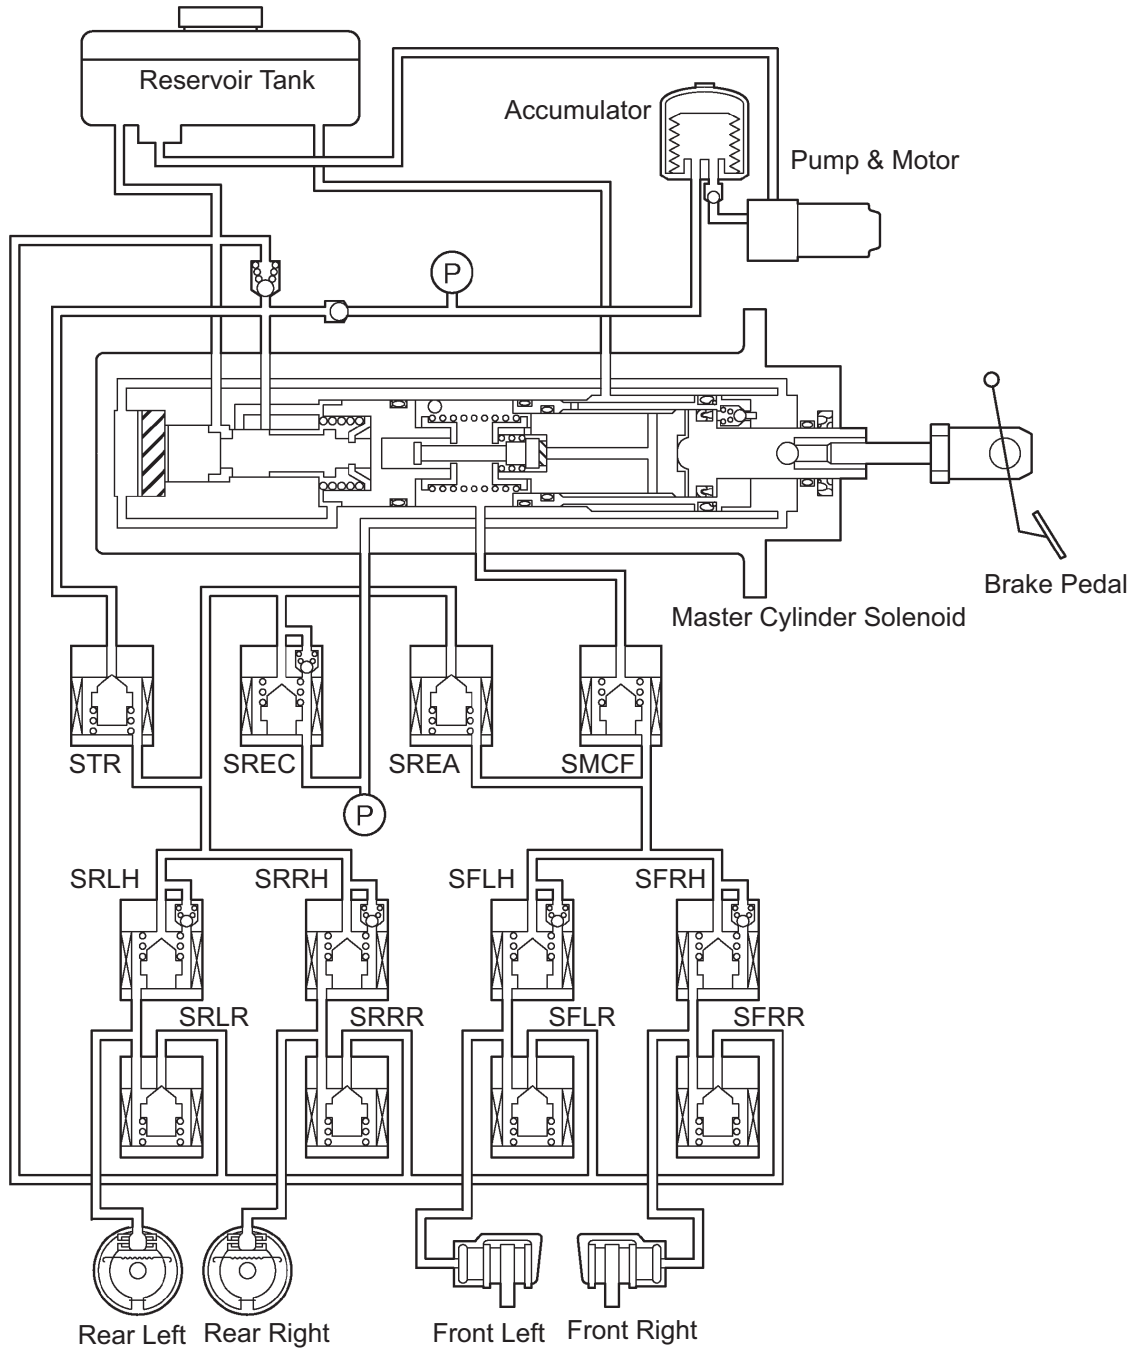 Reservoir Tank
Accumulator
Pump & Motor
P
Brake Pedal
Master Cylinder Solenoid
STR
SREC
SREA
SMCF
P
SRLH
SRRH
SFLH
SFRH
SRLR
SRRR
SFLR
SFRR
Rear Left
Rear Right
Front Left
Front Right